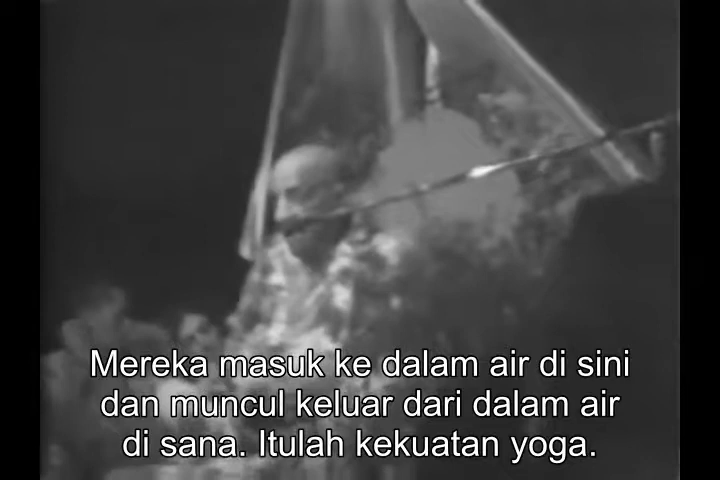 Mereka masuk ke dalam air di sini
dan muncul keluar dari dalam air
di sana. Itulah kekuatan yoga.